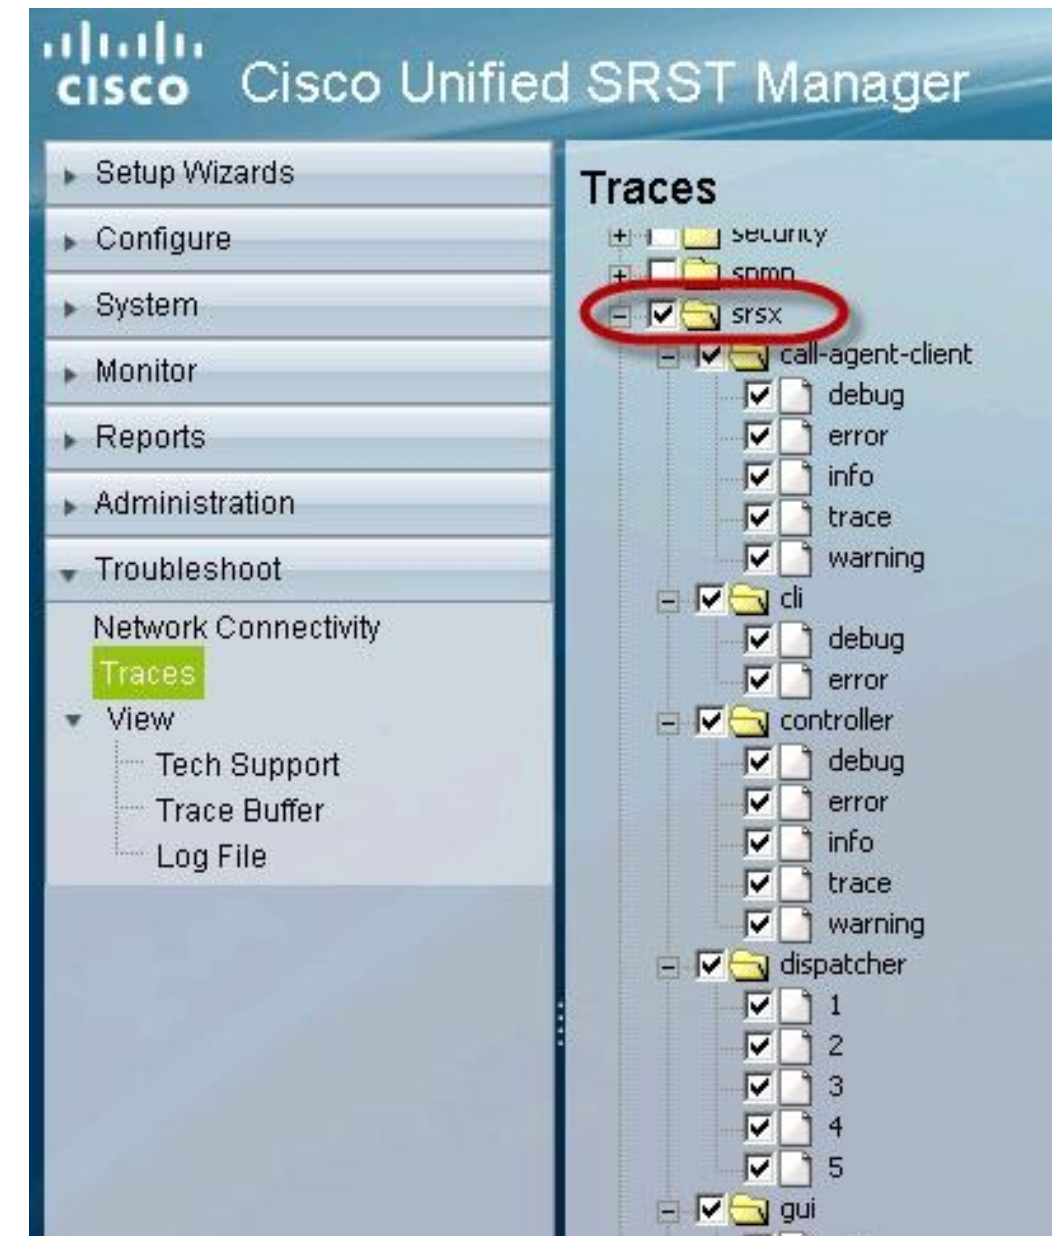 CISCO Cisco Unified SRST Manager
Setup Wizards
Configure
System
Monitor
Reports
Administration
Troubleshoot
Network Connectivity
Traces
View
Tech Support
Trace Buffer
Log File
Traces
security
snmp
srsx
call-agent-client
debug
error
info
trace
warning
cli
debug
error
controller
debug
error
info
trace
warning
dispatcher
1
2
3
4
5
gui